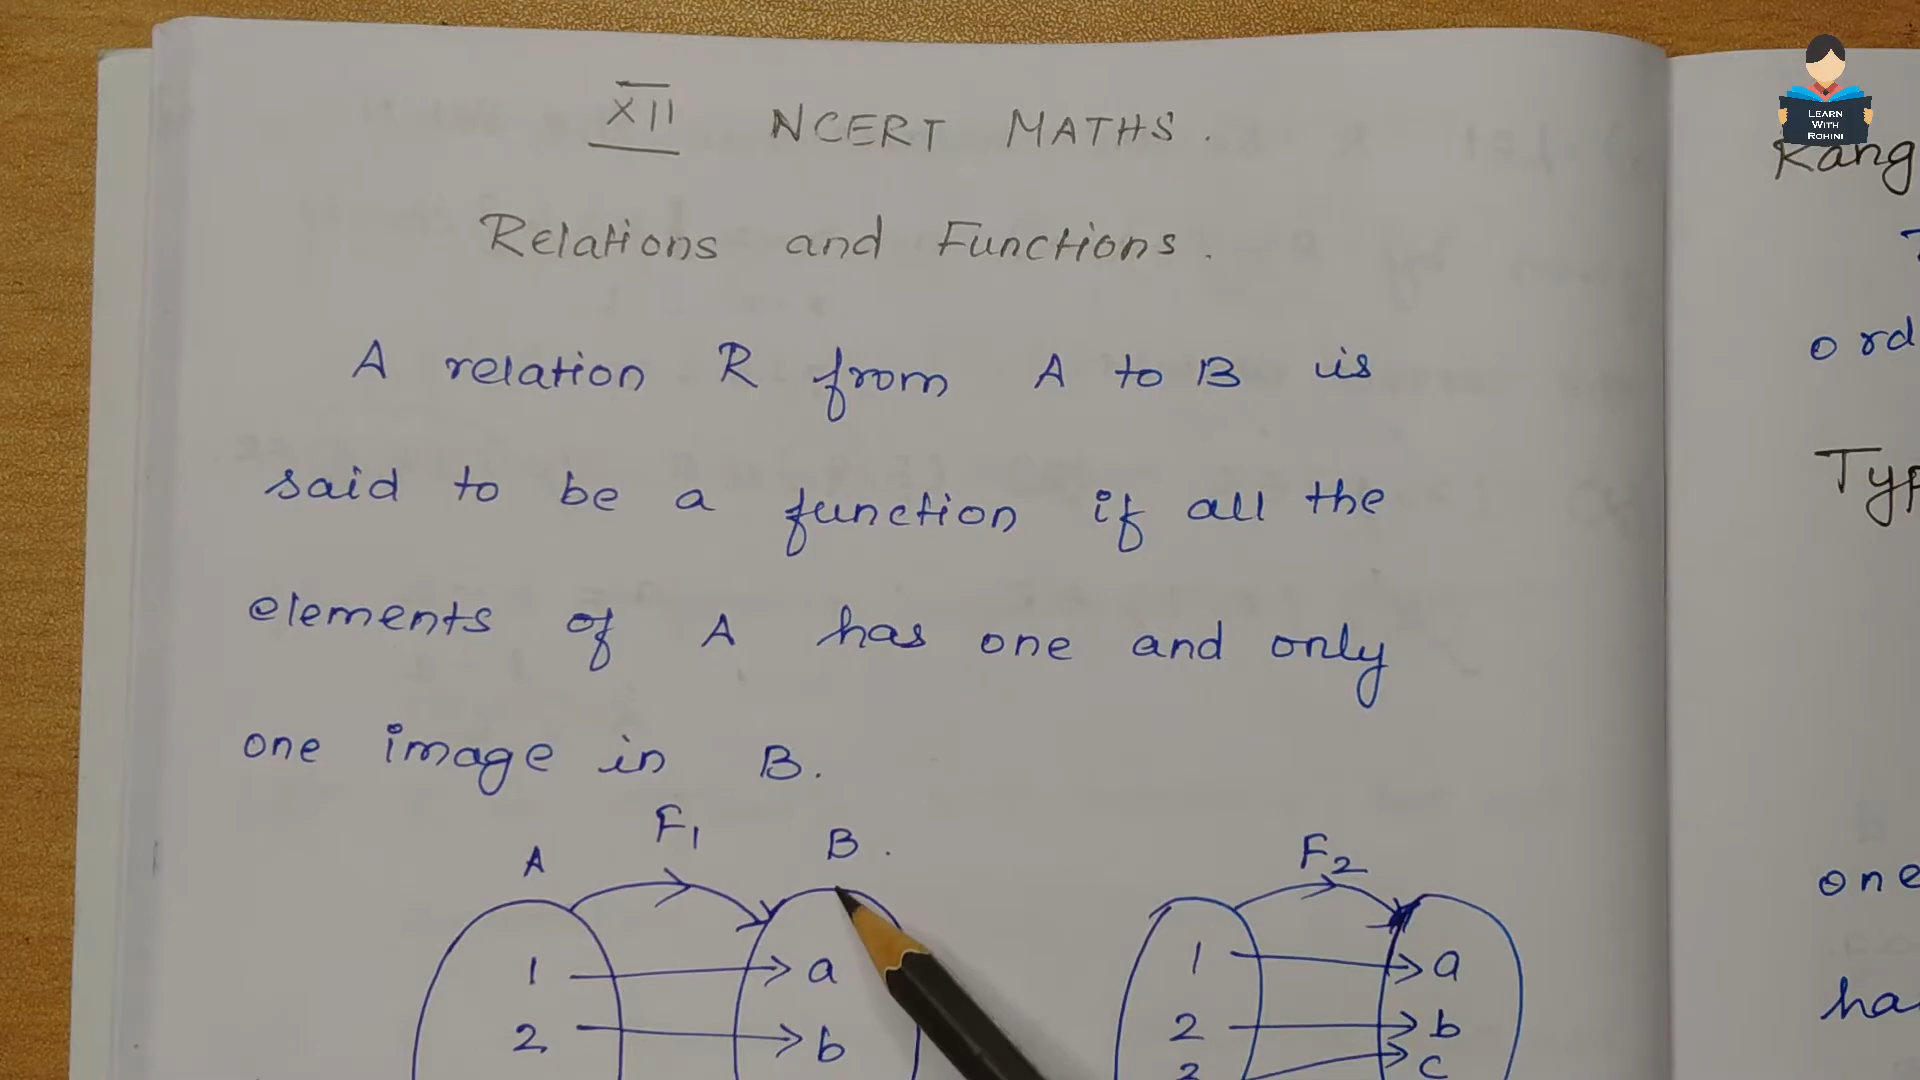 XII NCERT MATHS.
Relations and Functions.
A relation R from A to B is
said to be a function if all the
elements of A has one and only
one image in B.
A F1 B.
1 a
2 b
F2
1 a
2 b
3 c
LEARN
WITH
ROHINI
Rang
ord
Typ
one
ha